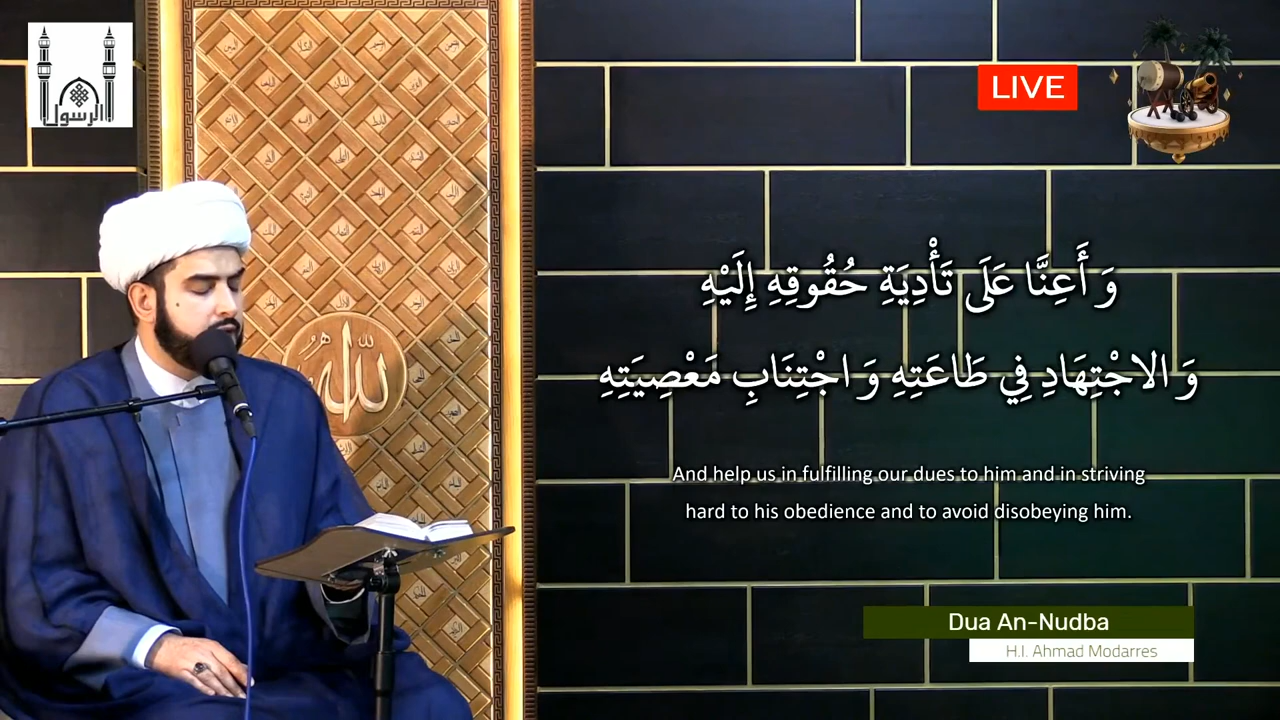 الرسول
LIVE
وَ أَعِنَّا عَلَى تَأْدِيَةِ حُقُوقِهِ إِلَيْهِ
وَ الاجْتِهَادِ فِي طَاعَتِهِ وَ اجْتِنَابِ مَعْصِيَتِهِ
And help us in fulfilling our dues to him and in striving
hard to his obedience and to avoid disobeying him.
الله
Dua An-Nudba
H.I. Ahmad Modarres